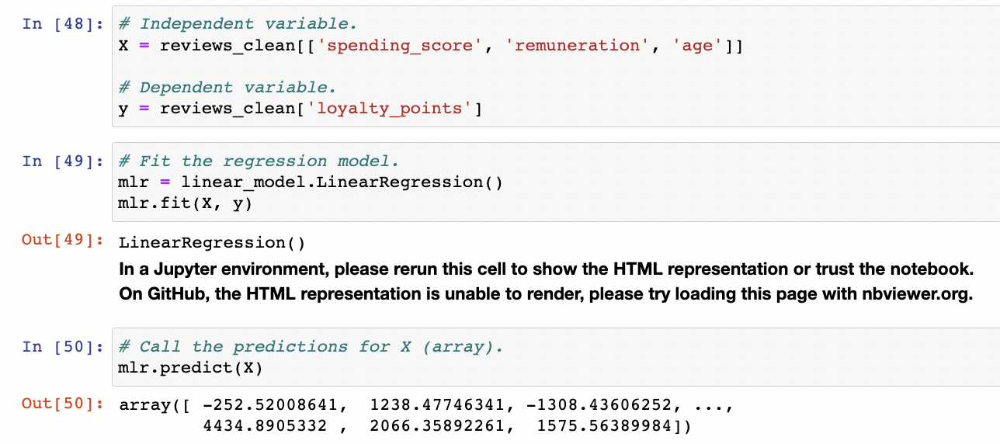 In [48]: # Independent variable.
X = reviews_clean[['spending_score', 'remuneration', 'age']]
# Dependent variable.
y = reviews_clean['loyalty_points']
In [49]: # Fit the regression model.
mlr = linear_model.LinearRegression()
mlr.fit(X, y)
Out[49]: LinearRegression()
In a Jupyter environment, please rerun this cell to show the HTML representation or trust the notebook.
On GitHub, the HTML representation is unable to render, please try loading this page with nbviewer.org.
In [50]: # Call the predictions for X (array).
mlr.predict(X)
Out[50]: array([ -252.52008641,  1238.47746341, -1308.43606252, ...,
        4434.8905332 ,  2066.35892261,  1575.56389984])